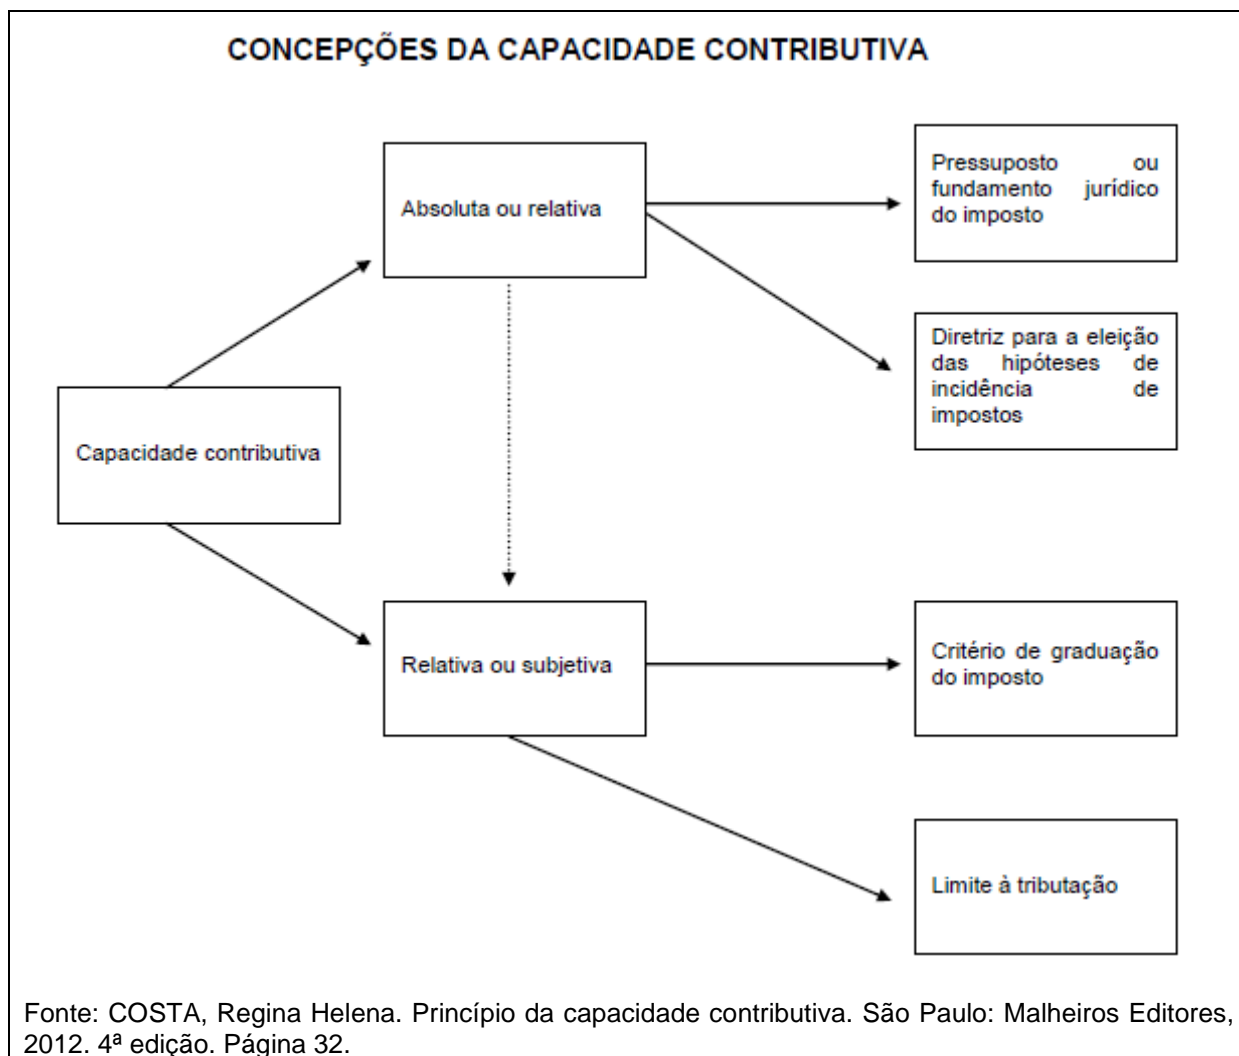 CONCEPÇÕES DA CAPACIDADE CONTRIBUTIVA
Absoluta ou relativa
Pressuposto ou
fundamento jurídico
do imposto
Diretriz para a eleição
das hipóteses de
incidência de
impostos
Capacidade contributiva
Relativa ou subjetiva
Critério de graduação
do imposto
Limite à tributação
Fonte: COSTA, Regina Helena. Princípio da capacidade contributiva. São Paulo: Malheiros Editores,
2012. 4ª edição. Página 32.